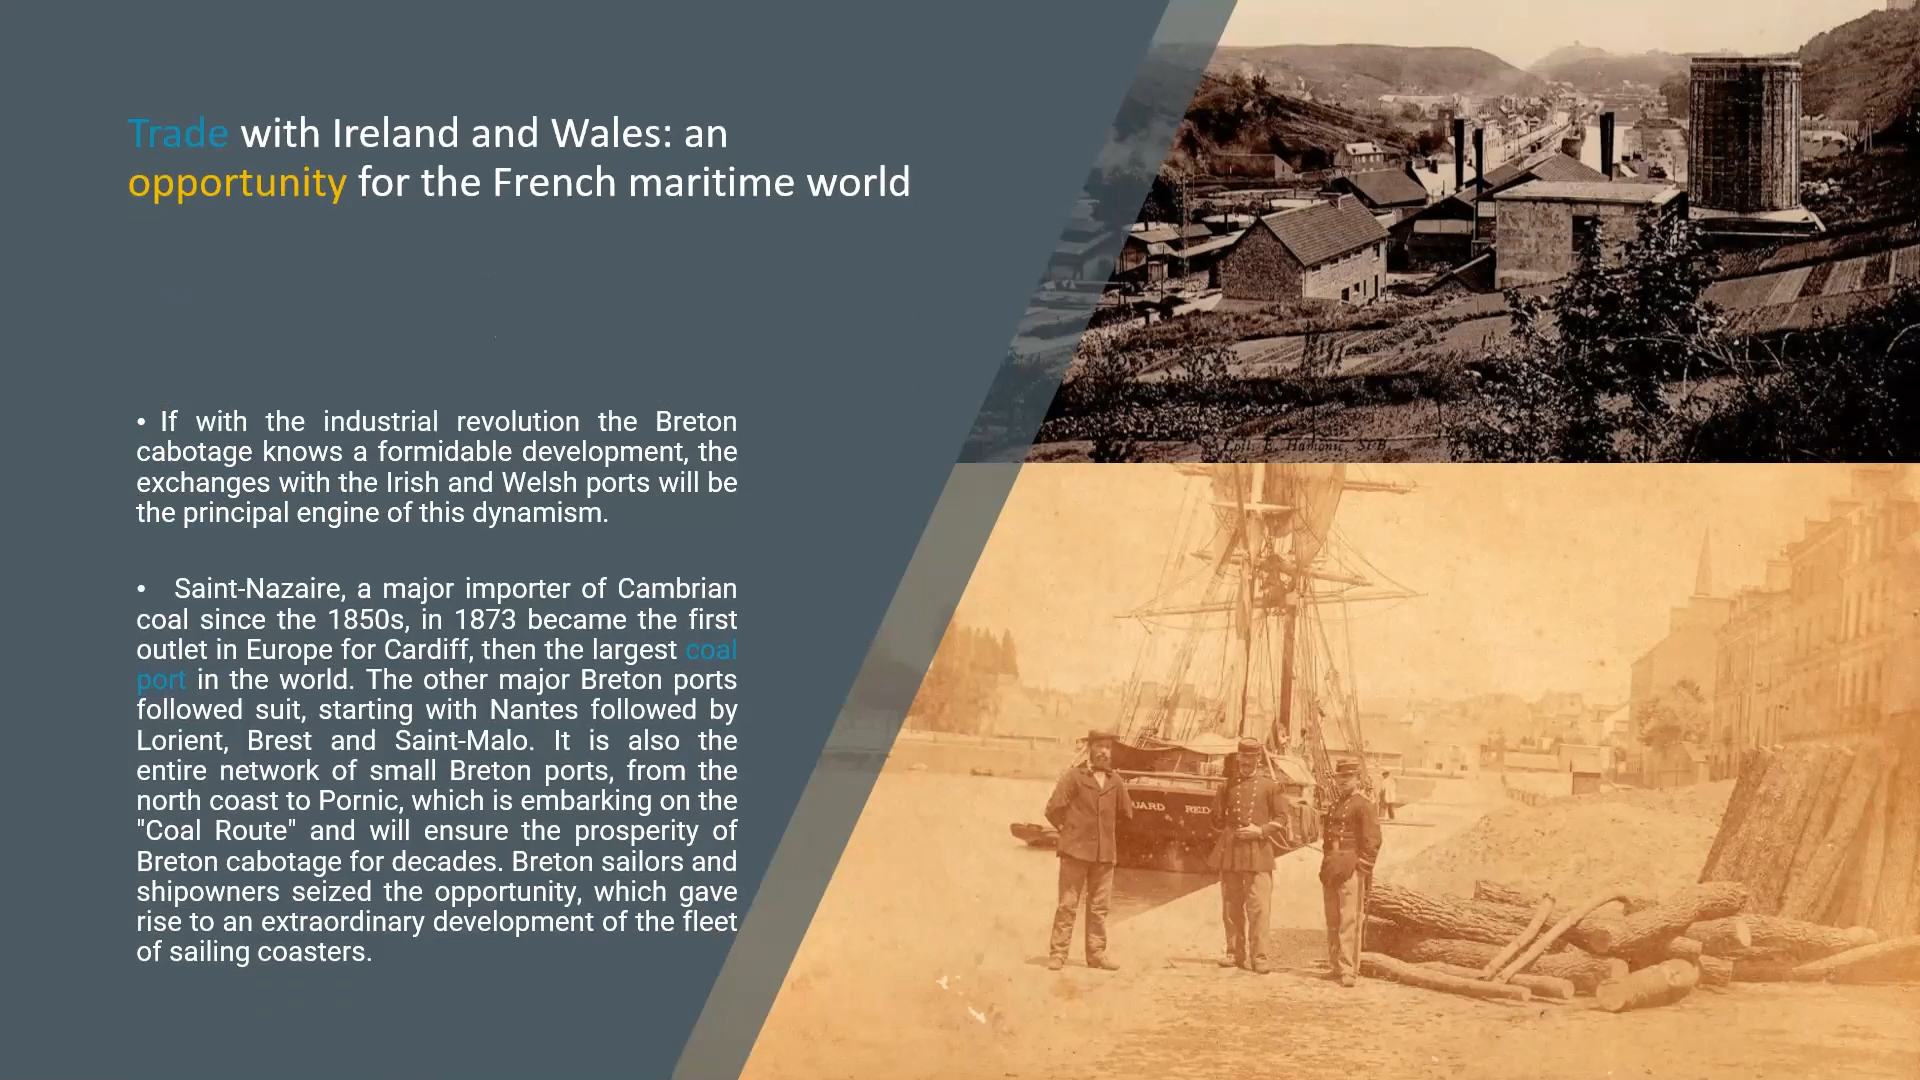 Trade with Ireland and Wales: an
opportunity for the French maritime world
• If with the industrial revolution the Breton
cabotage knows a formidable development, the
exchanges with the Irish and Welsh ports will be
the principal engine of this dynamism.
• Saint-Nazaire, a major importer of Cambrian
coal since the 1850s, in 1873 became the first
outlet in Europe for Cardiff, then the largest coal
port in the world. The other major Breton ports
followed suit, starting with Nantes followed by
Lorient, Brest and Saint-Malo. It is also the
entire network of small Breton ports, from the
north coast to Pornic, which is embarking on the
"Coal Route" and will ensure the prosperity of
Breton cabotage for decades. Breton sailors and
shipowners seized the opportunity, which gave
rise to an extraordinary development of the fleet
of sailing coasters.
Coll. E. Hamonic, St-B.
UARD RED